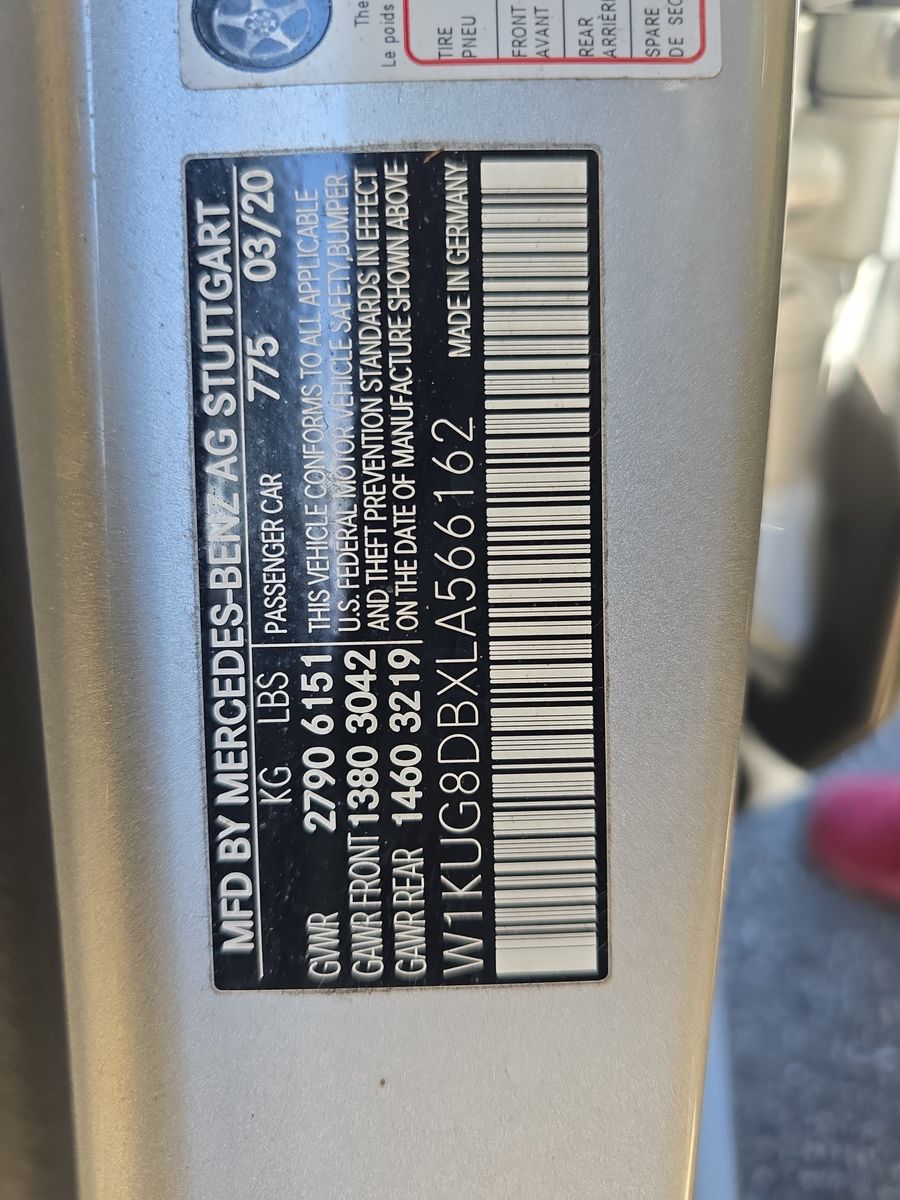 The
Le poids
TIRE
PNEU
FRONT
AVANT
REAR
SPARE
MFD BY MERCEDES-BENZ AG STUTTGART
KG LBS PASSENGER CAR 775 03/20
GVWR 2790 6151 THIS VEHICLE CONFORMS TO ALL APPLICABLE
GAWR FRONT 1380 3042 U.S. FEDERAL MOTOR VEHICLE SAFETY,BUMPER
AND THEFT PREVENTION STANDARDS IN EFFECT
GAWR REAR 1460 3219 ON THE DATE OF MANUFACTURE SHOWN ABOVE
W1KUG8DBXLA566162 MADE IN GERMANY